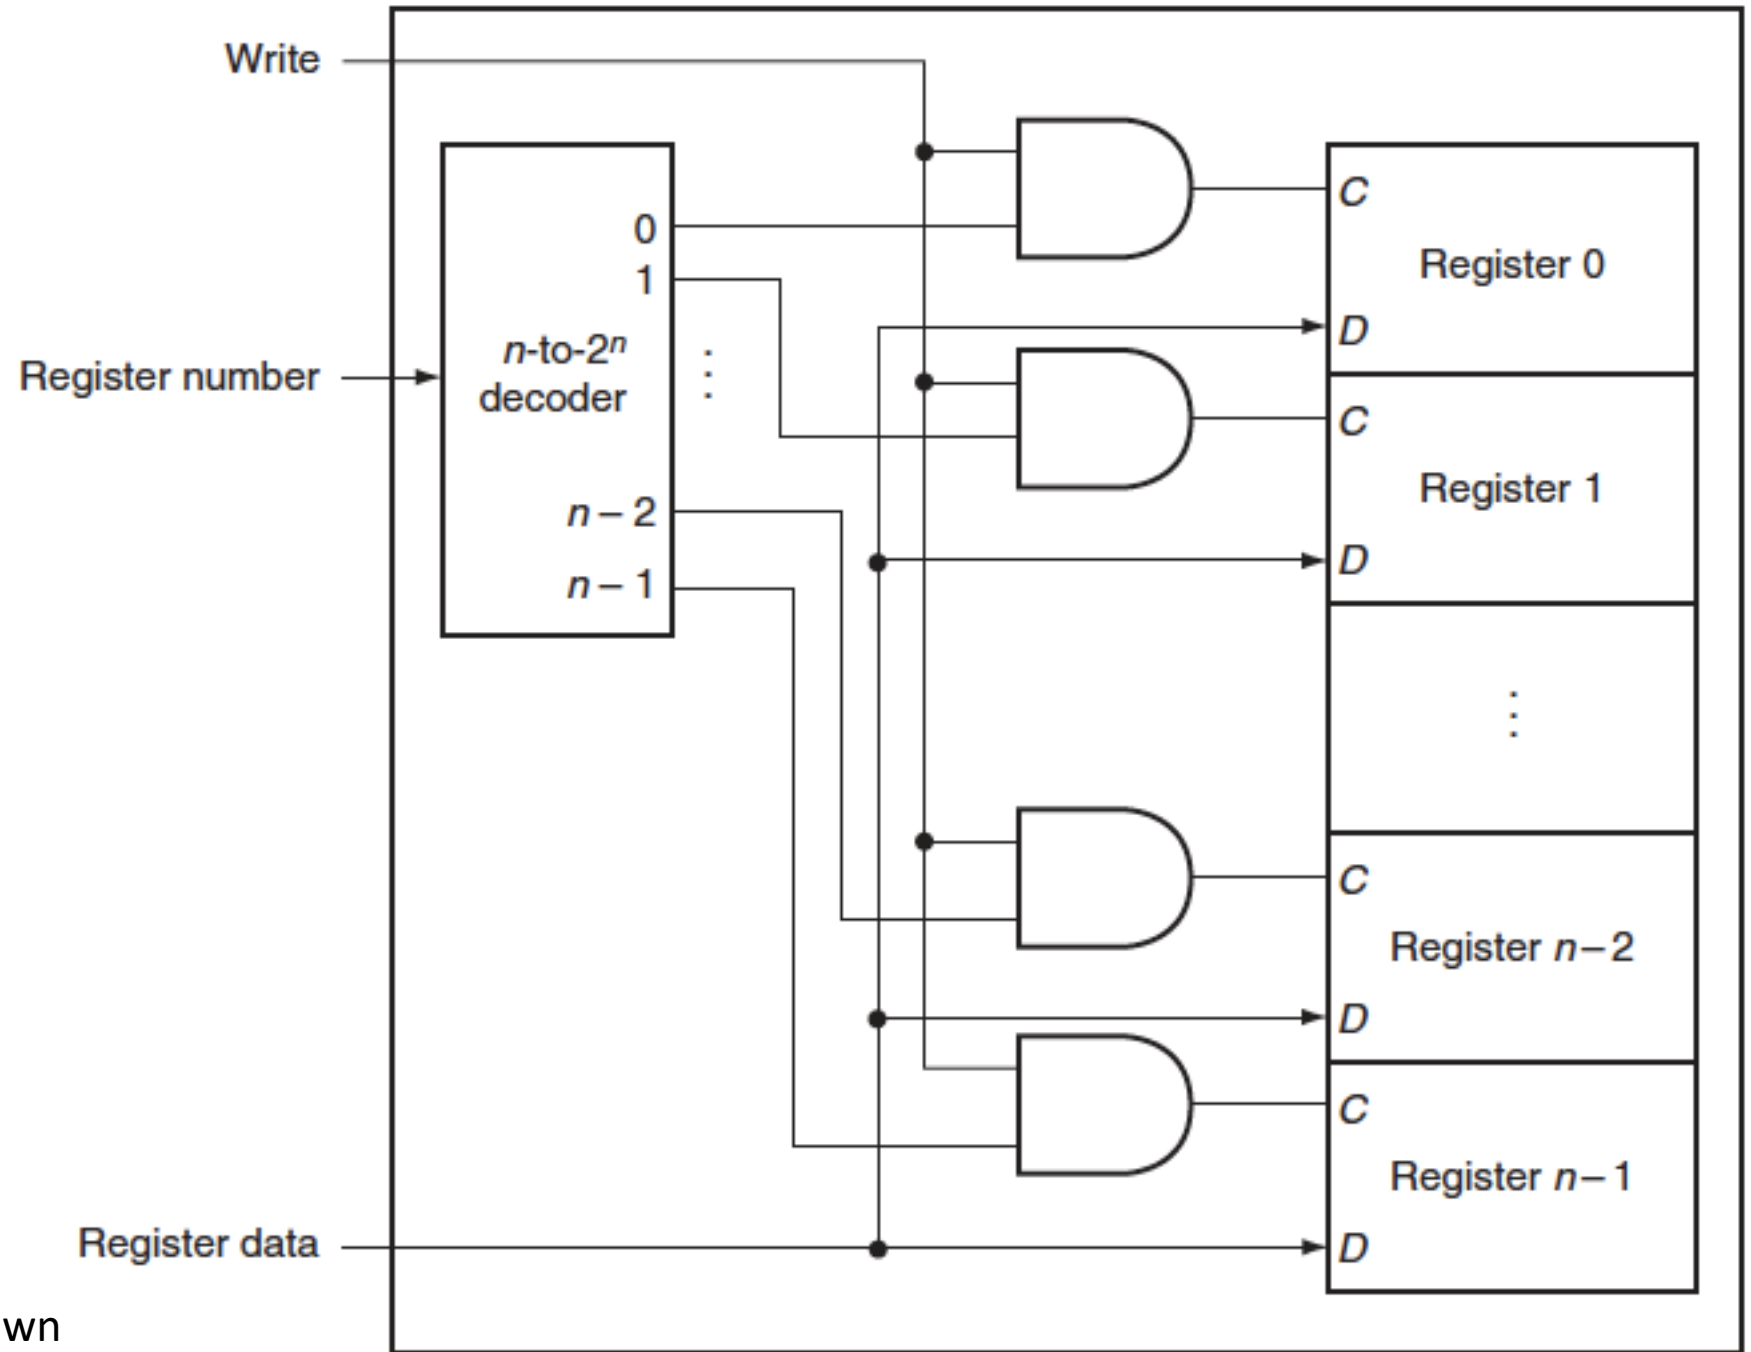 Write
C
0
Register 0
1
D
n-to-2ⁿ
decoder
⋮
Register number
C
Register 1
n – 2
D
n – 1
⋮
C
Register n – 2
D
C
Register n – 1
Register data
D
wn